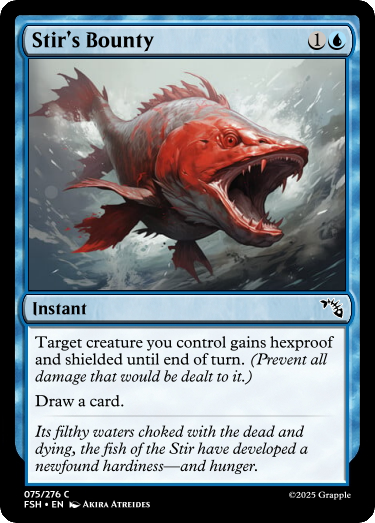 Stir's Bounty 1
Instant
Target creature you control gains hexproof
and shielded until end of turn. (Prevent all
damage that would be dealt to it.)
Draw a card.
Its filthy waters choked with the dead and
dying, the fish of the Stir have developed a
newfound hardiness—and hunger.
075/276 C
FSH • EN Akira Atreides
©2025 Grapple